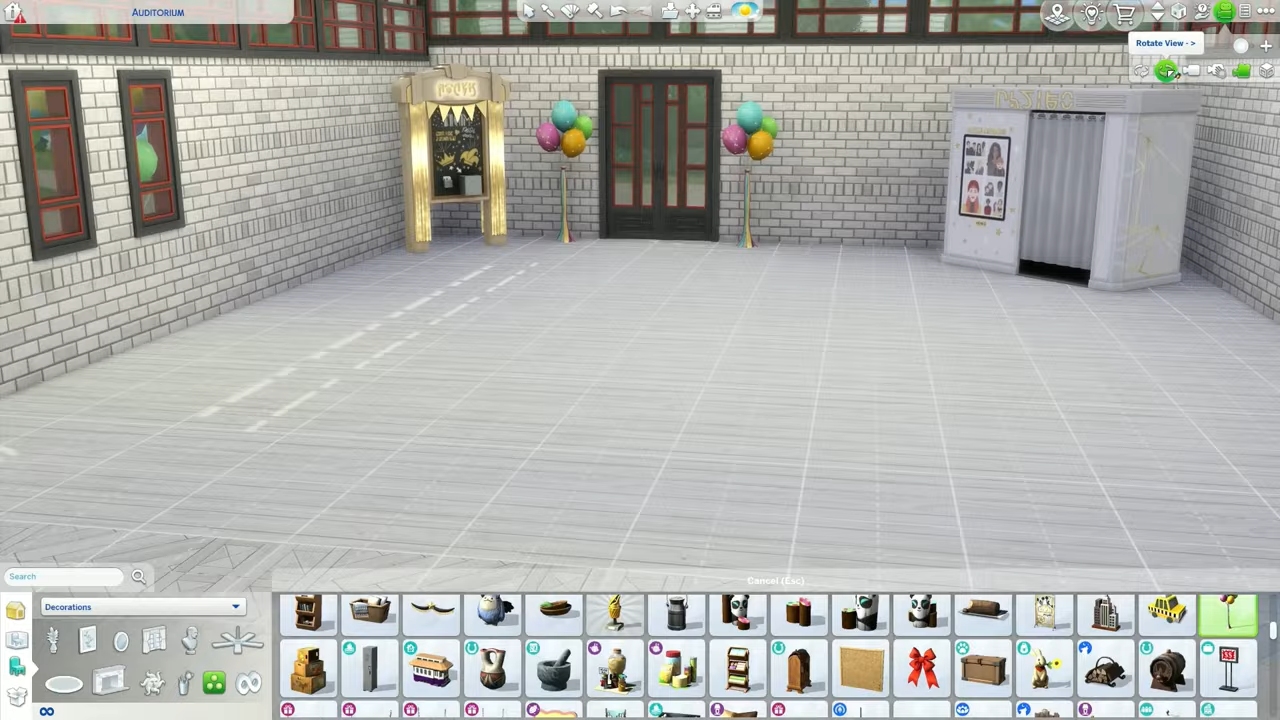 AUDITORIUM
Rotate View - >
Cancel (Esc)
Search
Decorations
$$$